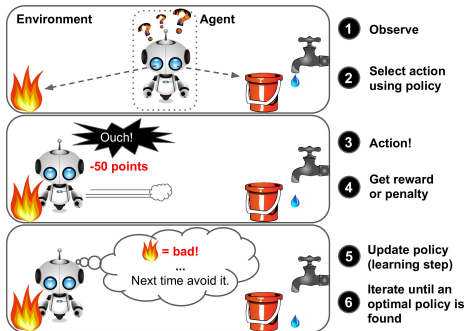 Environment
Agent
? ? ?
1 Observe
2 Select action
using policy
Ouch!
-50 points
3 Action!
4 Get reward
or penalty
= bad!
...
Next time avoid it.
5 Update policy
(learning step)
6 Iterate until an
optimal policy is
found